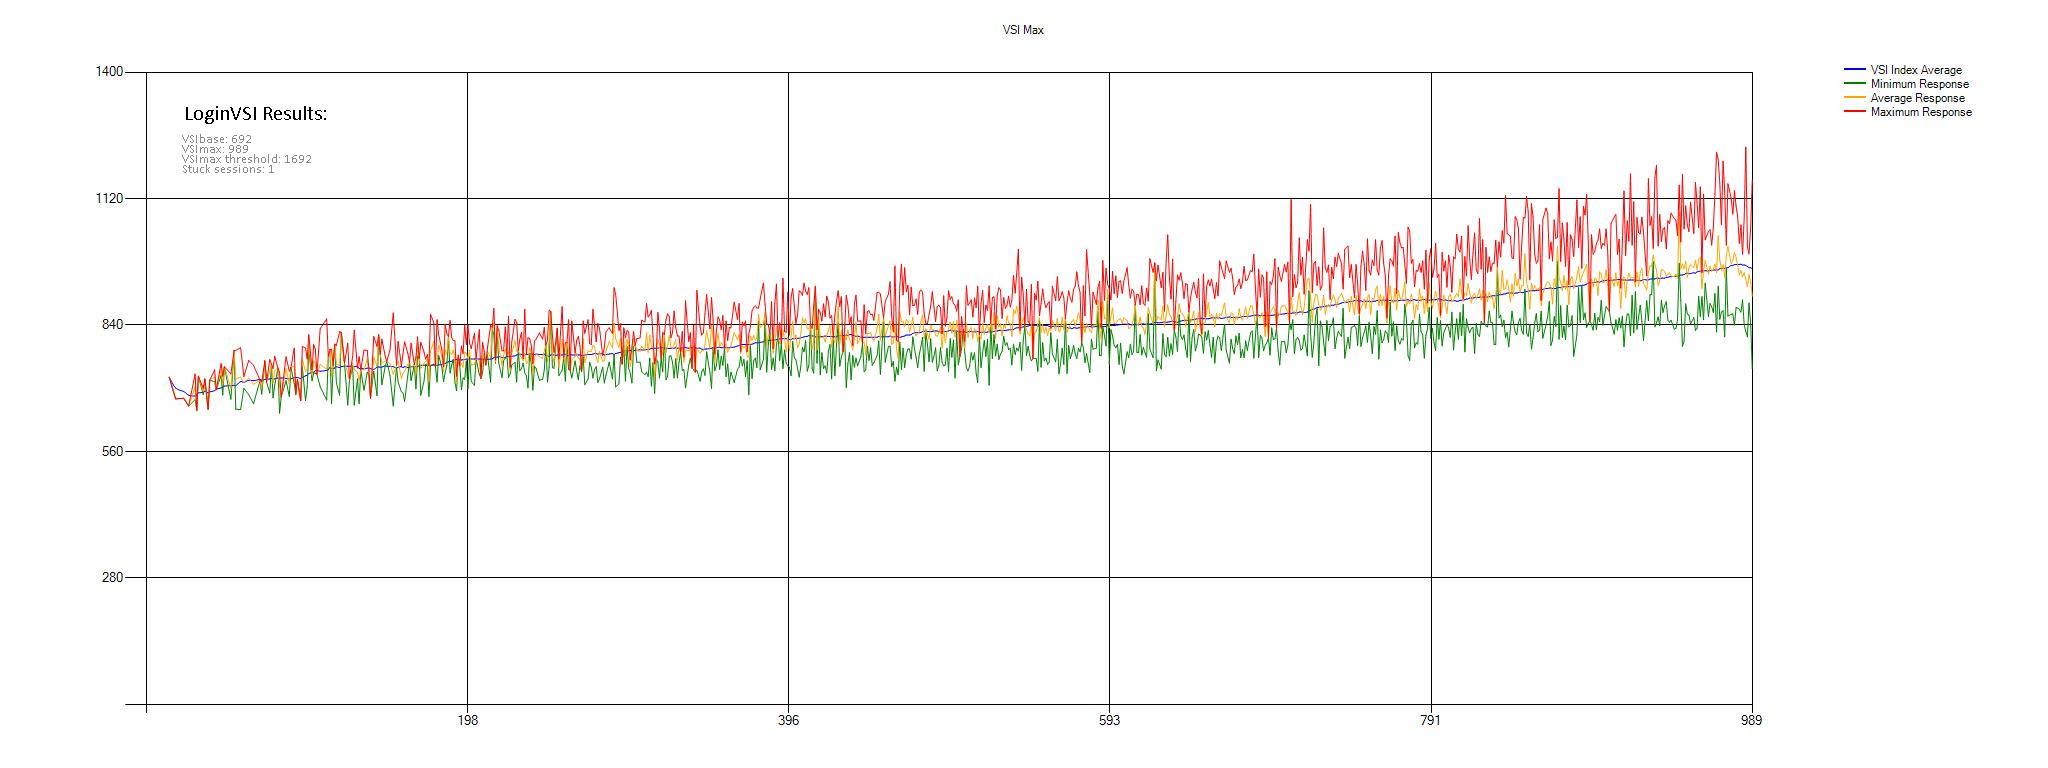 VSI Max
1400
1120
840
560
280
LoginVSI Results:
VSIbase: 692
VSImax: 989
VSImax threshold: 1692
Stuck sessions: 1
VSI Index Average
Minimum Response
Average Response
Maximum Response
198
396
593
791
989